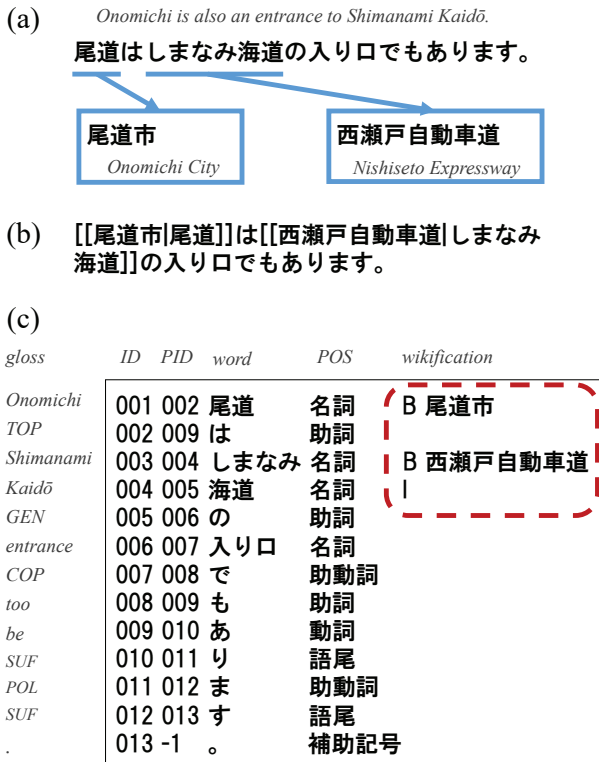 (a) Onomichi is also an entrance to Shimanami Kaidō.
尾道はしまなみ海道の入り口でもあります。
尾道市 西瀬戸自動車道
Onomichi City Nishiseto Expressway
(b) [[尾道市|尾道]]は[[西瀬戸自動車道|しまなみ
海道]]の入り口でもあります。
(c)
gloss ID PID word POS wikification
Onomichi 001 002 尾道 名詞 B 尾道市
TOP 002 009 は 助詞
Shimanami 003 004 しまなみ 名詞 B 西瀬戸自動車道
Kaidō 004 005 海道 名詞 I
GEN 005 006 の 助詞
entrance 006 007 入り口 名詞
COP 007 008 で 助動詞
too 008 009 も 助詞
be 009 010 あ 動詞
SUF 010 011 り 語尾
POL 011 012 ま 助動詞
SUF 012 013 す 語尾
. 013 -1 。 補助記号